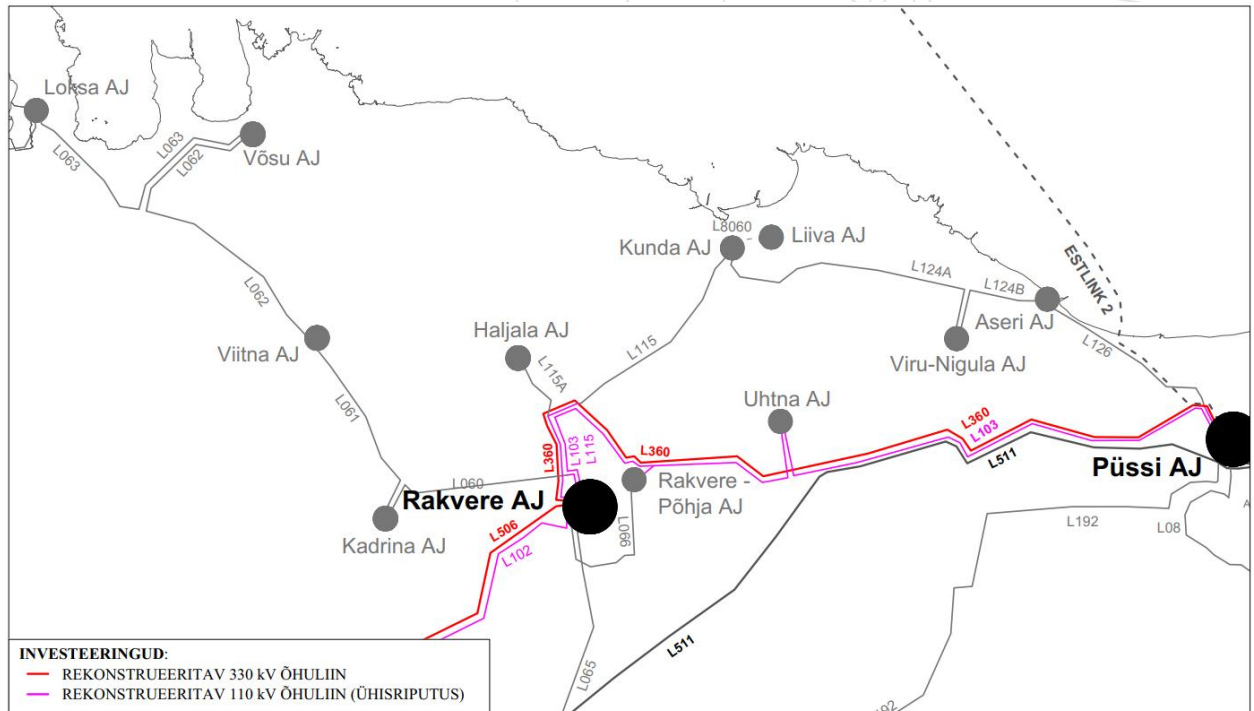 Loksa AJ
L063
L063
L062
Võsu AJ
L062
Viitna AJ
L061
L060
Kadrina AJ
Haljala AJ
L115A
L115
Kunda AJ
L8060
Liiva AJ
L124A
L124B
Aseri AJ
Viru-Nigula AJ
ESTLINK 2
L126
Uhtna AJ
L360
L103
L115
L360
L360
L103
L511
Püssi AJ
Rakvere AJ
Rakvere -
Põhja AJ
L066
L506
L102
L065
L511
L192
L08
A
INVESTEERINGUD:
REKONSTRUEERITAV 330 kV ÕHULIIN
REKONSTRUEERITAV 110 kV ÕHULIIN (ÜHISRIPUTUS)